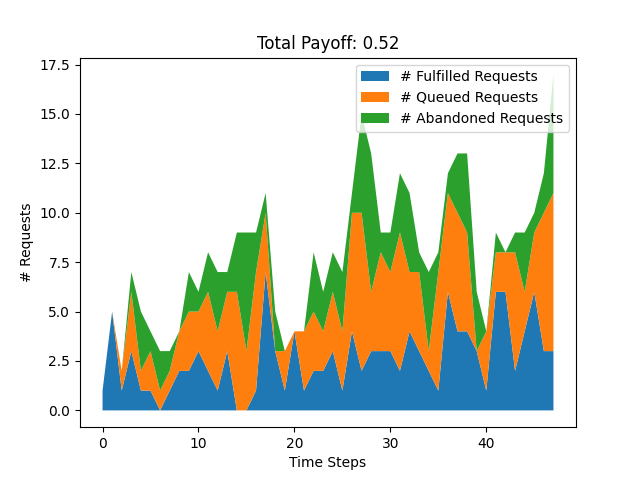 Total Payoff: 0.52
17.5
15.0
12.5
10.0
7.5
5.0
2.5
0.0
# Requests
# Fulfilled Requests
# Queued Requests
# Abandoned Requests
0 10 20 30 40
Time Steps